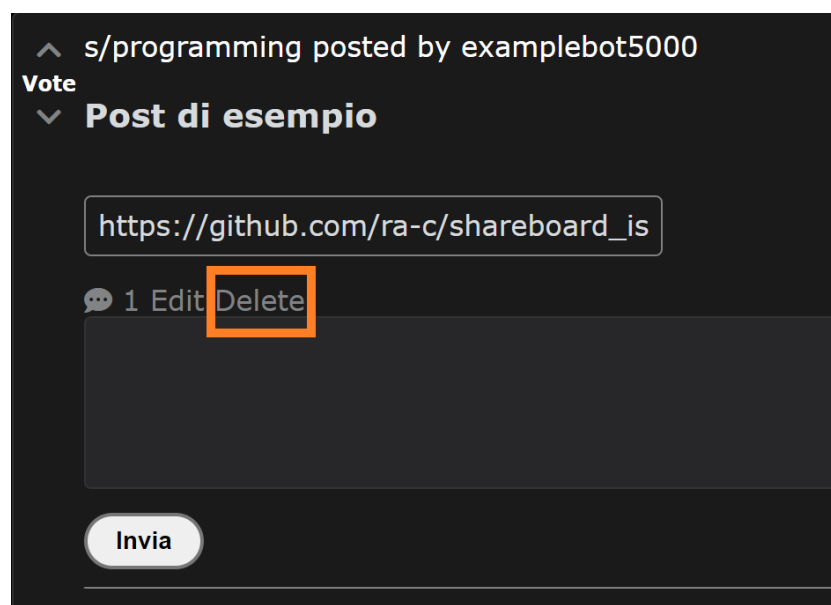 s/programming posted by examplebot5000
Vote
Post di esempio
https://github.com/ra-c/shareboard_is
1 Edit Delete
Invia